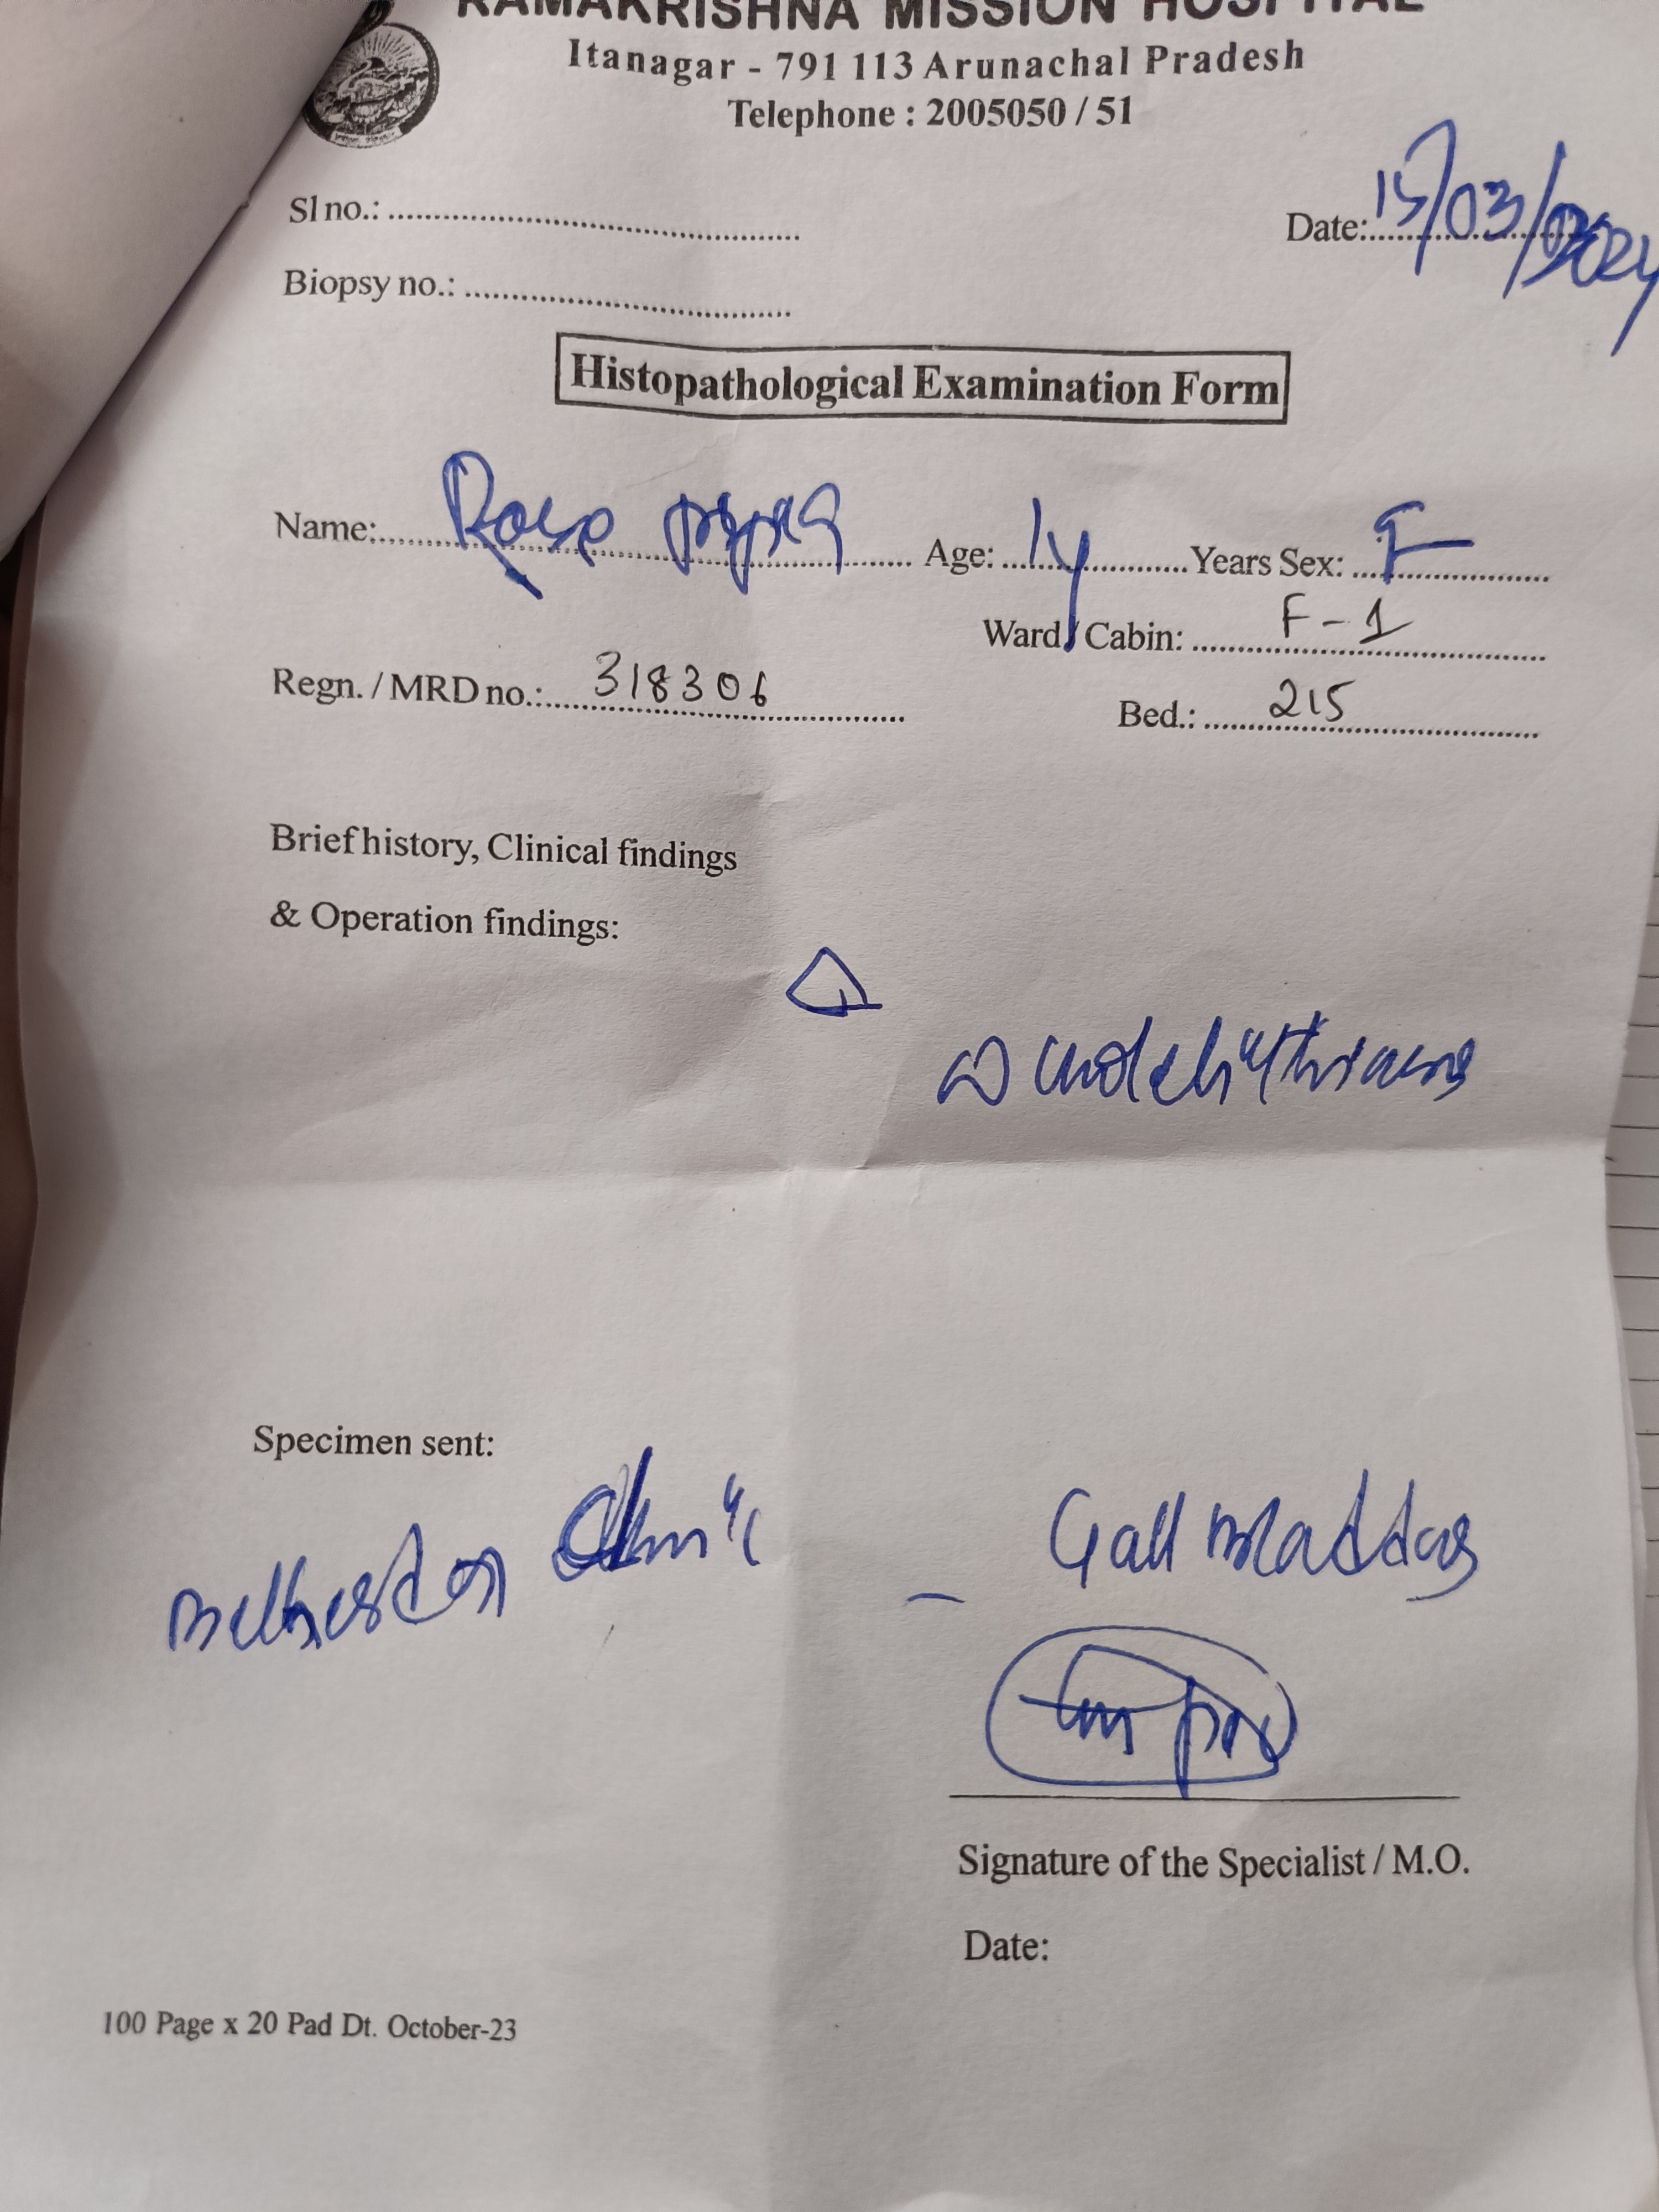 RAMAKRISHNA MISSION HOSPITAL
Itanagar - 791 113 Arunachal Pradesh
Telephone : 2005050 / 51
Sl no.:
Date: 15/03/2024
Biopsy no.:
Histopathological Examination Form
Name: Rose Age: 14 Years Sex: F
Ward / Cabin: F-1
Regn. / MRD no.: 318306
Bed.: 215
Brief history, Clinical findings
& Operation findings:
Specimen sent:
Gall Bladder
Signature of the Specialist / M.O.
Date:
100 Page x 20 Pad Dt. October-23